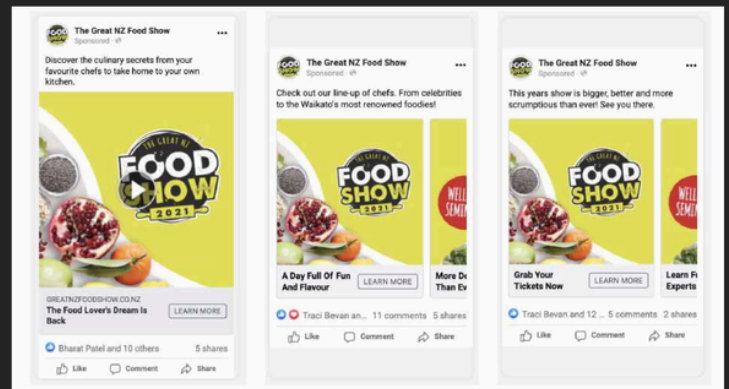 The Great NZ Food Show
Sponsored
Discover the culinary secrets from your
favourite chefs to take home to your own
kitchen.
THE GREAT NZ
FOOD
SHOW
2021
GREATNZFOODSHOW.CO.NZ
The Food Lover's Dream Is
Back
LEARN MORE
Bharat Patel and 10 others
5 shares
Like Comment Share
The Great NZ Food Show
Sponsored
Check out our line-up of chefs. From celebrities
to the Waikato's most renowned foodies!
THE GREAT NZ
FOOD
SHOW
2021
WELL
SEMI
A Day Full Of Fun
And Flavour
LEARN MORE
More De
Than Ev
Traci Bevan an... 11 comments 5 shares
Like Comment Share
The Great NZ Food Show
Sponsored
This years show is bigger, better and more
scrumptious than ever! See you there.
THE GREAT NZ
FOOD
SHOW
2021
WELL
SEMI
Grab Your
Tickets Now
LEARN MORE
Learn Fr
Experts
Traci Bevan and 12 ... 5 comments 2 shares
Like Comment Share